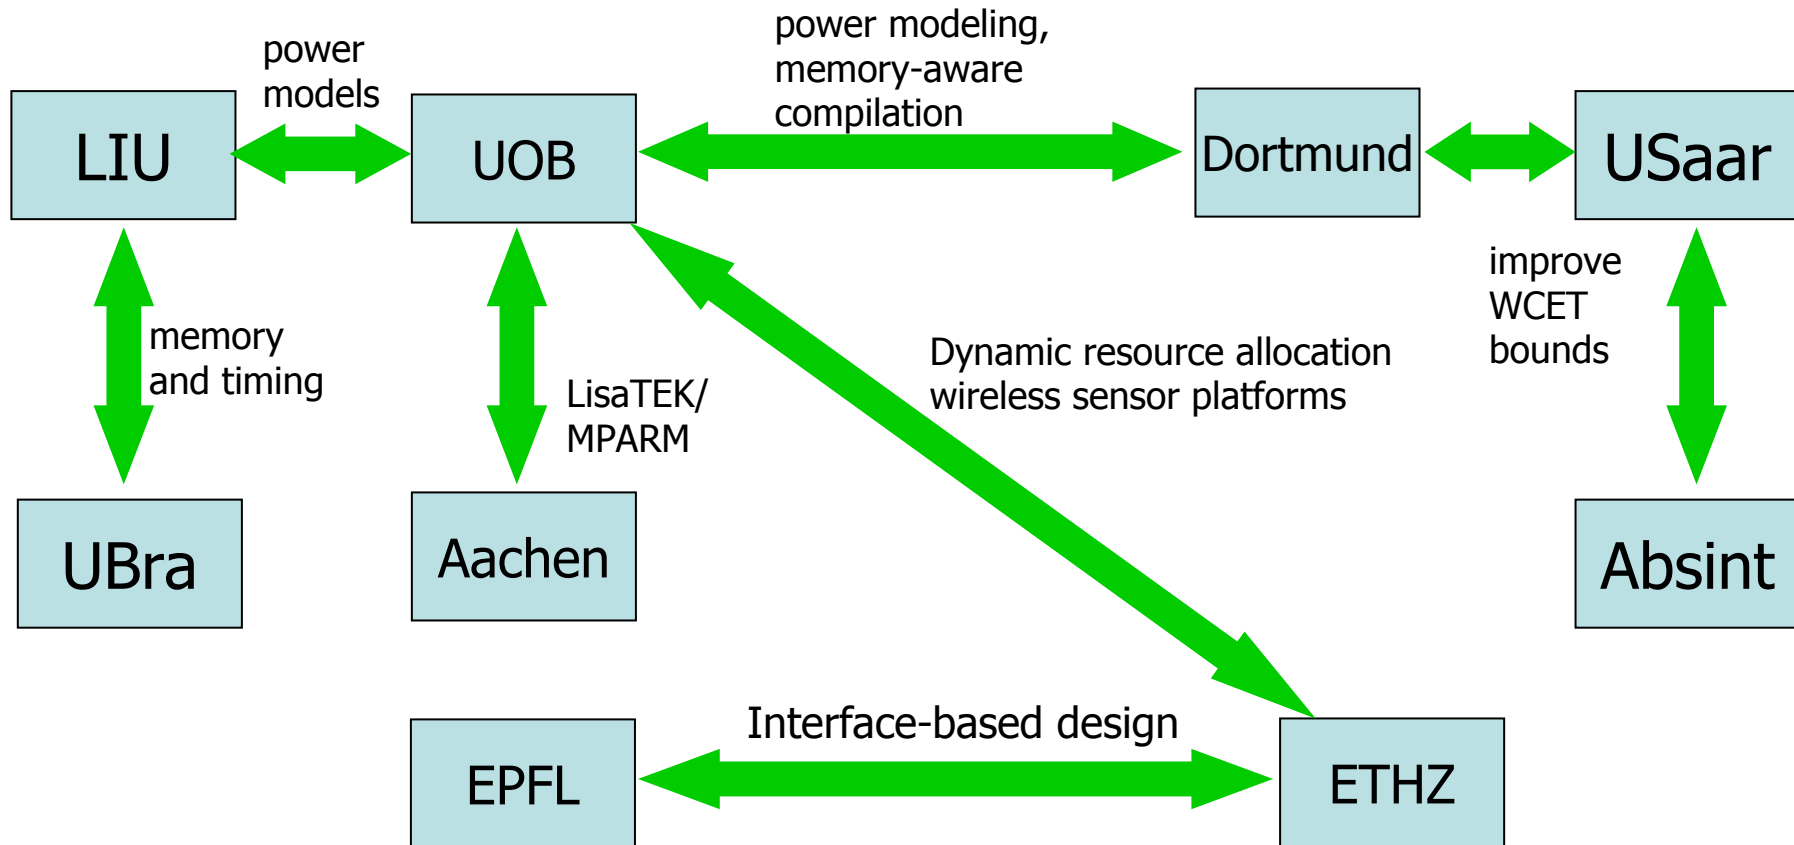 power modeling,
memory-aware
compilation
power
models
LIU
UOB
Dortmund
USaar
improve
WCET
bounds
memory
and timing
Dynamic resource allocation
wireless sensor platforms
LisaTEK/
MPARM
UBra
Aachen
Absint
Interface-based design
EPFL
ETHZ